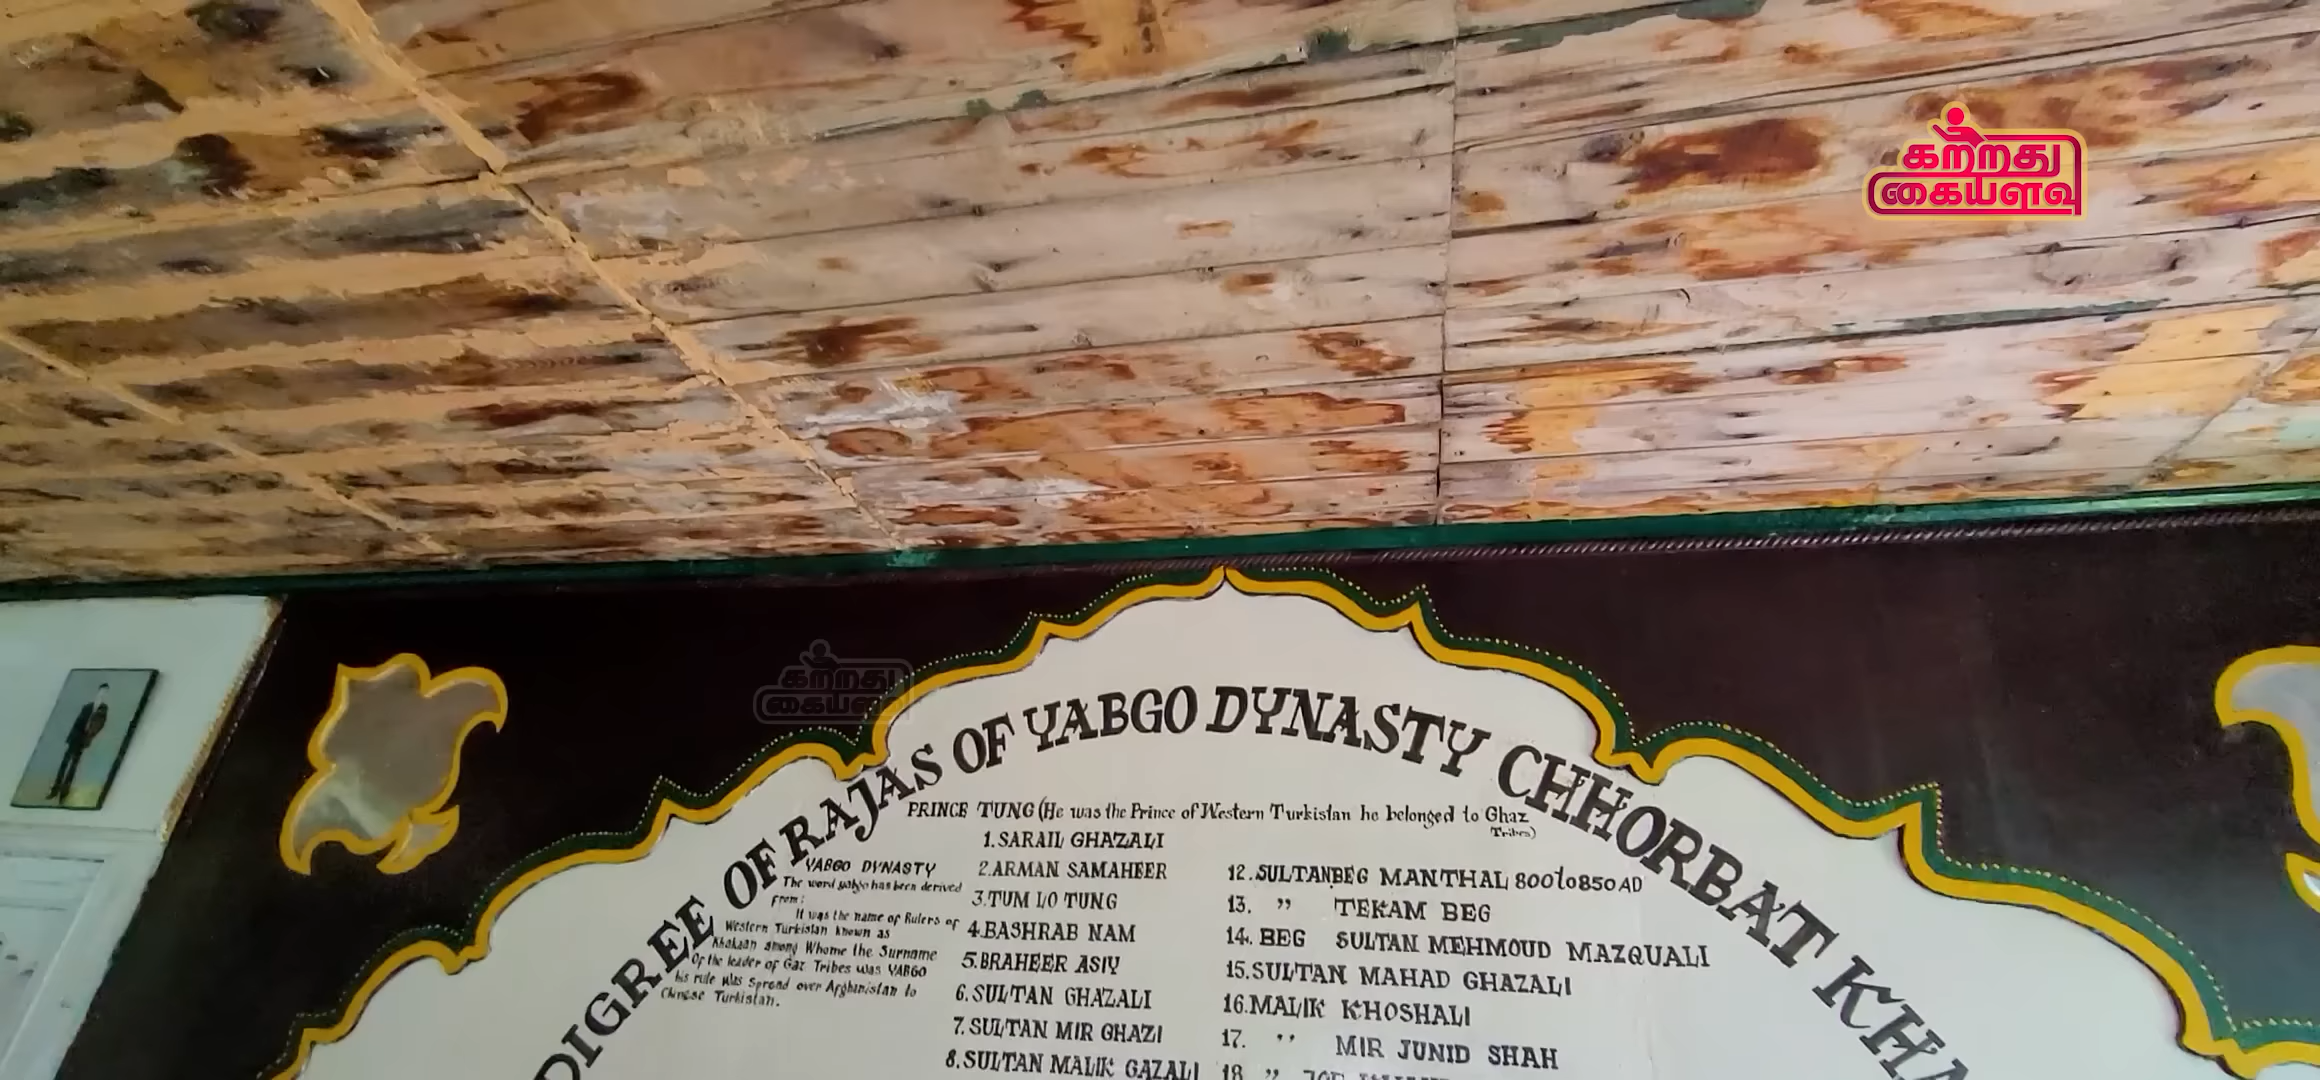 கற்றது
கையளவு
கற்றது
கையளவு
DIGREE OF RAJAS OF YABGO DYNASTY CHHORBAT KHA
PRINCE TUNG (He was the Prince of Western Turkistan he belonged to Ghaz
Tribes)
YABGO DYNASTY
The word yabgo has been derived
from:
It was the name of Rulers of
Western Turkistan known as
Khakaan among Whome the Surname
Of the leader of Gaz Tribes was YABGO
his rule was spread over Afghanistan to
Chinese Turkistan.
1.SARAIL GHAZALI
2.ARMAN SAMAHEER
3.TUM I/O TUNG
4.BASHRAB NAM
5.BRAHEER ASIY
6.SULTAN GHAZALI
7.SULTAN MIR GHAZI
8.SULTAN MALIK GAZALI
12.SULTANBEG MANTHAL 800to850AD
13. ,, TEKAM BEG
14. BEG SULTAN MEHMOUD MAZQUALI
15.SULTAN MAHAD GHAZALI
16.MALIK KHOSHALI
17. ,, MIR JUNID SHAH
18 ,,